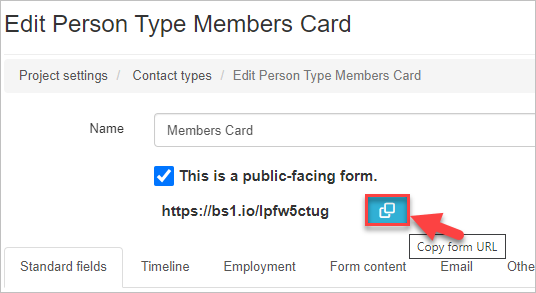 Edit Person Type Members Card
Project settings / Contact types / Edit Person Type Members Card
Name Members Card
This is a public-facing form.
https://bs1.io/lpfw5ctug
Copy form URL
Standard fields Timeline Employment Form content Email Othe